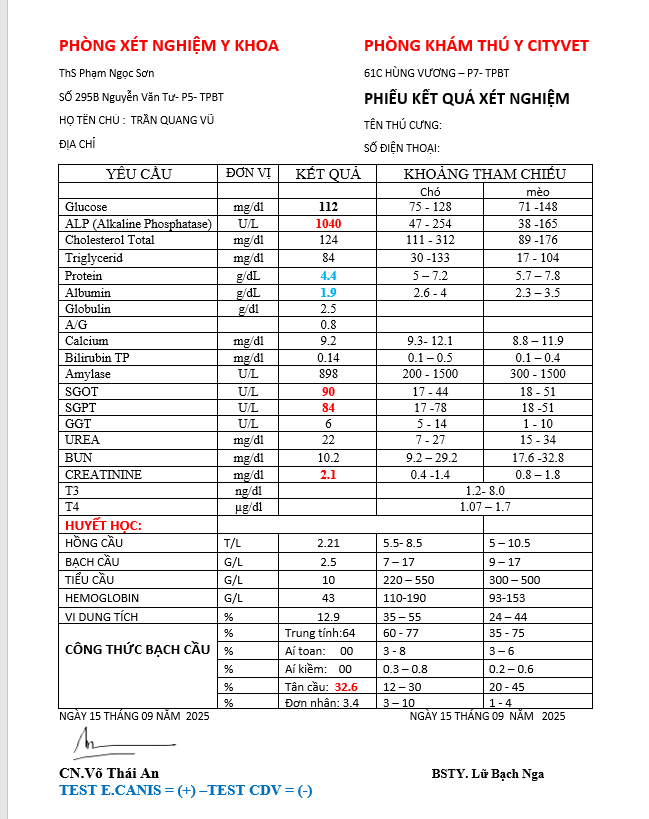 PHÒNG XÉT NGHIỆM Y KHOA
PHÒNG KHÁM THÚ Y CITYVET
ThS Phạm Ngọc Sơn
61C HÙNG VƯƠNG – P7- TPBT
SỐ 295B Nguyễn Văn Tư- P5- TPBT
PHIẾU KẾT QUẢ XÉT NGHIỆM
HỌ TÊN CHỦ : TRẦN QUANG VŨ
TÊN THÚ CƯNG:
ĐỊA CHỈ
SỐ ĐIỆN THOẠI:
YÊU CẦU ĐƠN VỊ KẾT QUẢ KHOẢNG THAM CHIẾU
Chó mèo
Glucose mg/dl 112 75 - 128 71 -148
ALP (Alkaline Phosphatase) U/L 1040 47 - 254 38 -165
Cholesterol Total mg/dl 124 111 - 312 89 -176
Triglycerid mg/dl 84 30 -133 17 - 104
Protein g/dL 4.4 5 – 7.2 5.7 – 7.8
Albumin g/dL 1.9 2.6 - 4 2.3 – 3.5
Globulin g/dl 2.5
A/G 0.8
Calcium mg/dl 9.2 9.3- 12.1 8.8 – 11.9
Bilirubin TP mg/dl 0.14 0.1 – 0.5 0.1 – 0.4
Amylase U/L 898 200 - 1500 300 - 1500
SGOT U/L 90 17 - 44 18 - 51
SGPT U/L 84 17 -78 18 -51
GGT U/L 6 5 - 14 1 - 10
UREA mg/dl 22 7 - 27 15 - 34
BUN mg/dl 10.2 9.2 – 29.2 17.6 -32.8
CREATININE mg/dl 2.1 0.4 -1.4 0.8 – 1.8
T3 ng/dl 1.2- 8.0
T4 µg/dl 1.07 – 1.7
HUYẾT HỌC:
HỒNG CẦU T/L 2.21 5.5- 8.5 5 – 10.5
BẠCH CẦU G/L 2.5 7 – 17 9 – 17
TIỂU CẦU G/L 10 220 – 550 300 – 500
HEMOGLOBIN G/L 43 110-190 93-153
VI DUNG TÍCH % 12.9 35 – 55 24 – 44
CÔNG THỨC BẠCH CẦU % Trung tính:64 60 - 77 35 - 75
% Aí toan: 00 3 - 8 3 – 6
% Aí kiềm: 00 0.3 – 0.8 0.2 – 0.6
% Tân cầu: 32.6 12 – 30 20 - 45
% Đơn nhân: 3.4 3 – 10 1 - 4
NGÀY 15 THÁNG 09 NĂM 2025
NGÀY 15 THÁNG 09 NĂM 2025
CN.Võ Thái An
BSTY. Lữ Bạch Nga
TEST E.CANIS = (+) –TEST CDV = (-)